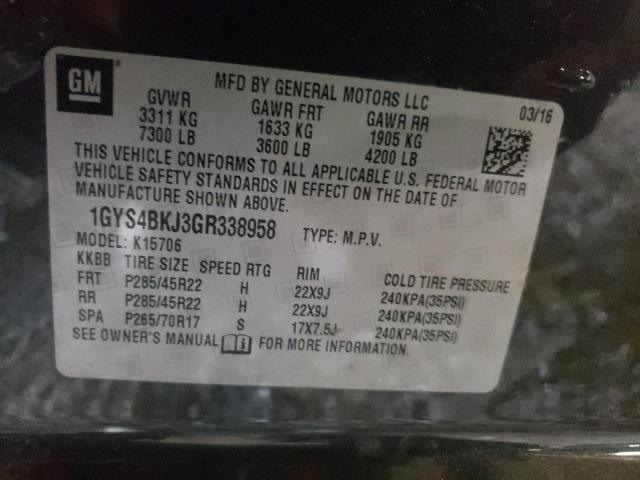 GM
MFD BY GENERAL MOTORS LLC
03/16
GVWR GAWR FRT GAWR RR
3311 KG 1633 KG 1905 KG
7300 LB 3600 LB 4200 LB
THIS VEHICLE CONFORMS TO ALL APPLICABLE U.S. FEDERAL MOTOR
VEHICLE SAFETY STANDARDS IN EFFECT ON THE DATE OF
MANUFACTURE SHOWN ABOVE.
1GYS4BKJ3GR338958 TYPE: M.P.V.
MODEL: K15706
KKBB TIRE SIZE SPEED RTG RIM COLD TIRE PRESSURE
FRT P285/45R22 H 22X9J 240KPA(35PSI)
RR P285/45R22 H 22X9J 240KPA(35PSI)
SPA P265/70R17 S 17X7.5J 240KPA(35PSI)
SEE OWNER'S MANUAL i FOR MORE INFORMATION.